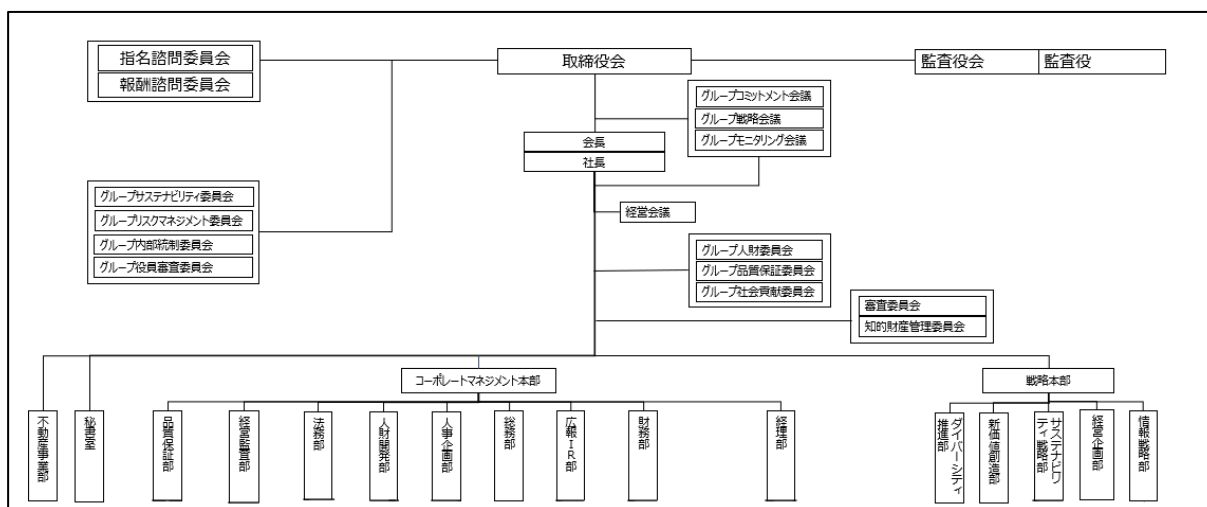 指名諮問委員会
報酬諮問委員会
取締役会
監査役会
監査役
グループコミットメント会議
グループ戦略会議
グループモニタリング会議
会長
社長
経営会議
グループサステナビリティ委員会
グループリスクマネジメント委員会
グループ内部統制委員会
グループ役員審査委員会
グループ人財委員会
グループ品質保証委員会
グループ社会貢献委員会
審査委員会
知的財産管理委員会
コーポレートマネジメント本部
戦略本部
不動産事業部
秘書室
品質保証部
経営監査部
法務部
人財開発部
人事企画部
総務部
広報IR部
財務部
経理部
ダイバーシティ
推進部
新価値創造部
サステナビリ
ティ戦略部
経営企画部
情報戦略部